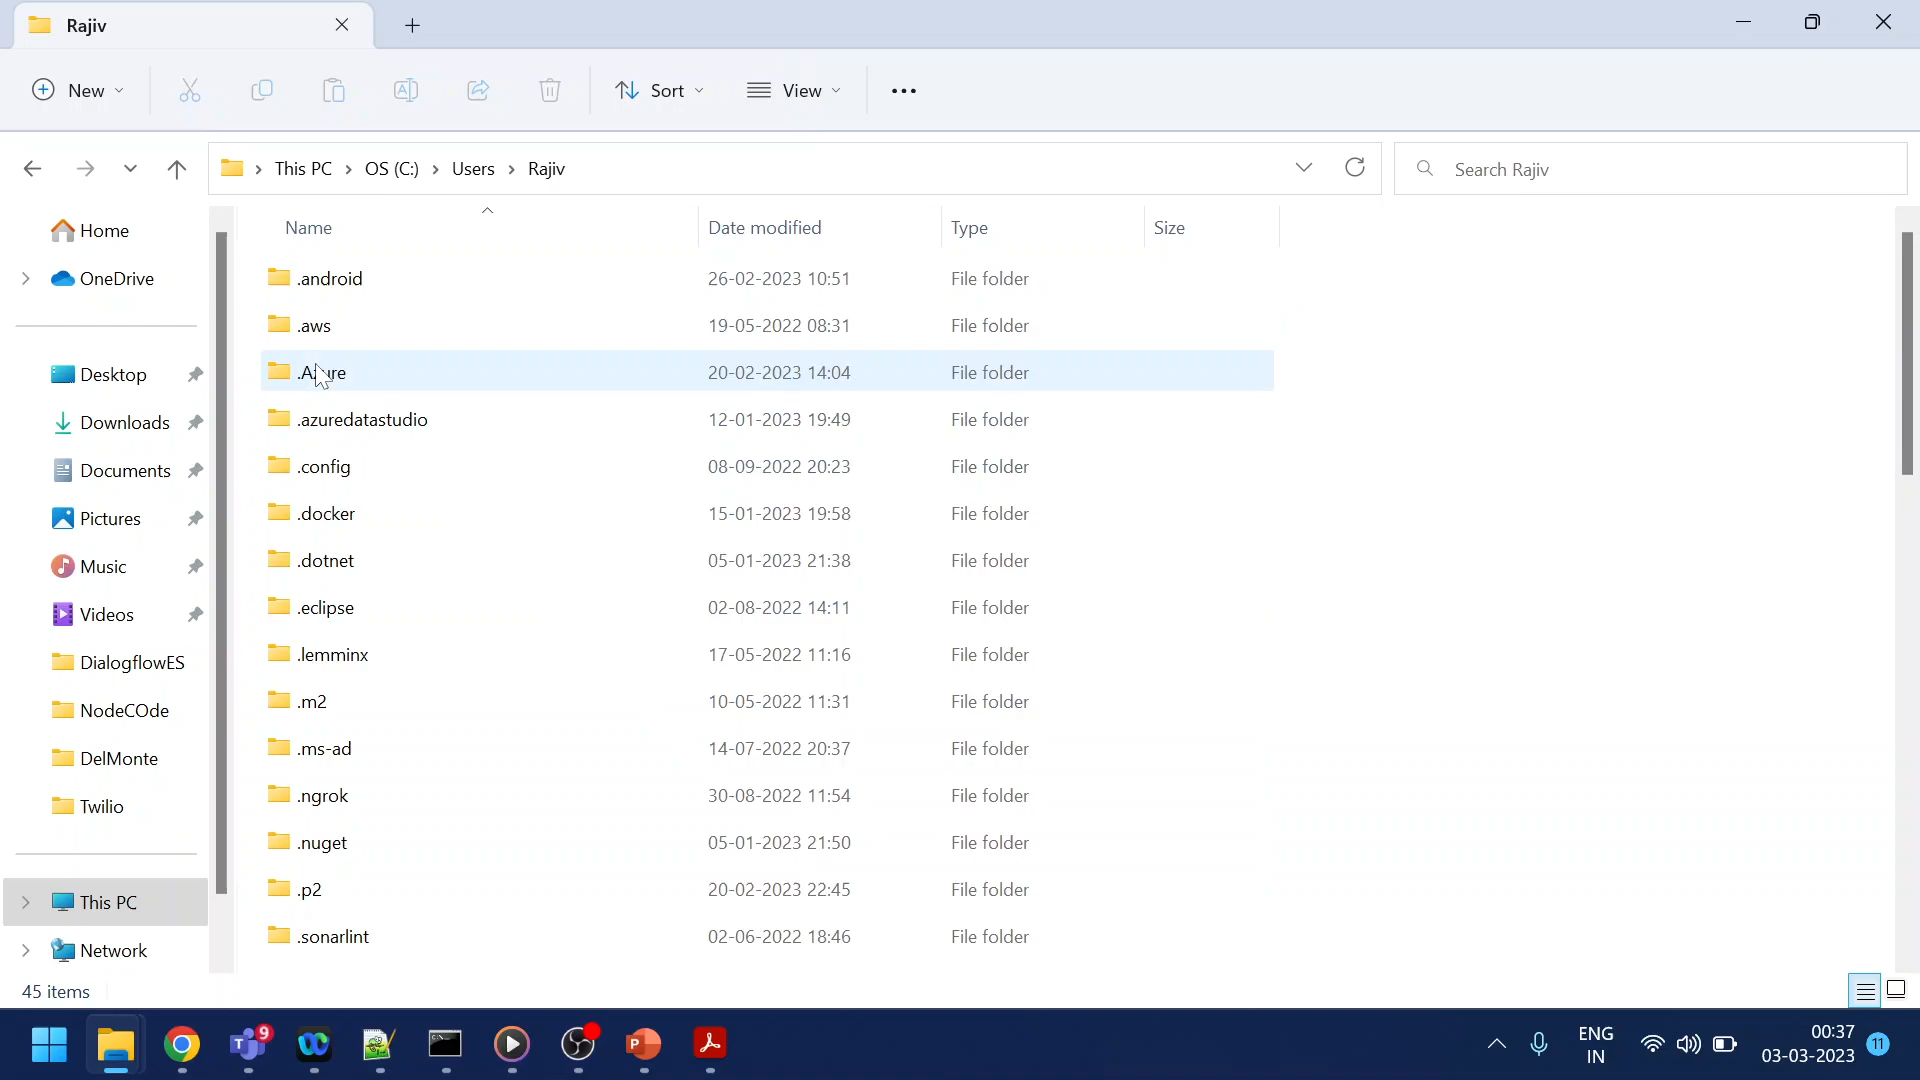 Rajiv
New
Sort
View
This PC
OS (C:)
Users
Rajiv
Search Rajiv
Home
OneDrive
Desktop
Downloads
Documents
Pictures
Music
Videos
DialogflowES
NodeCOde
DelMonte
Twilio
This PC
Network
Name Date modified Type Size
.android 26-02-2023 10:51 File folder
.aws 19-05-2022 08:31 File folder
.Azure 20-02-2023 14:04 File folder
.azuredatastudio 12-01-2023 19:49 File folder
.config 08-09-2022 20:23 File folder
.docker 15-01-2023 19:58 File folder
.dotnet 05-01-2023 21:38 File folder
.eclipse 02-08-2022 14:11 File folder
.lemminx 17-05-2022 11:16 File folder
.m2 10-05-2022 11:31 File folder
.ms-ad 14-07-2022 20:37 File folder
.ngrok 30-08-2022 11:54 File folder
.nuget 05-01-2023 21:50 File folder
.p2 20-02-2023 22:45 File folder
.sonarlint 02-06-2022 18:46 File folder
45 items
T 9
P
ENG
IN
00:37
03-03-2023
11